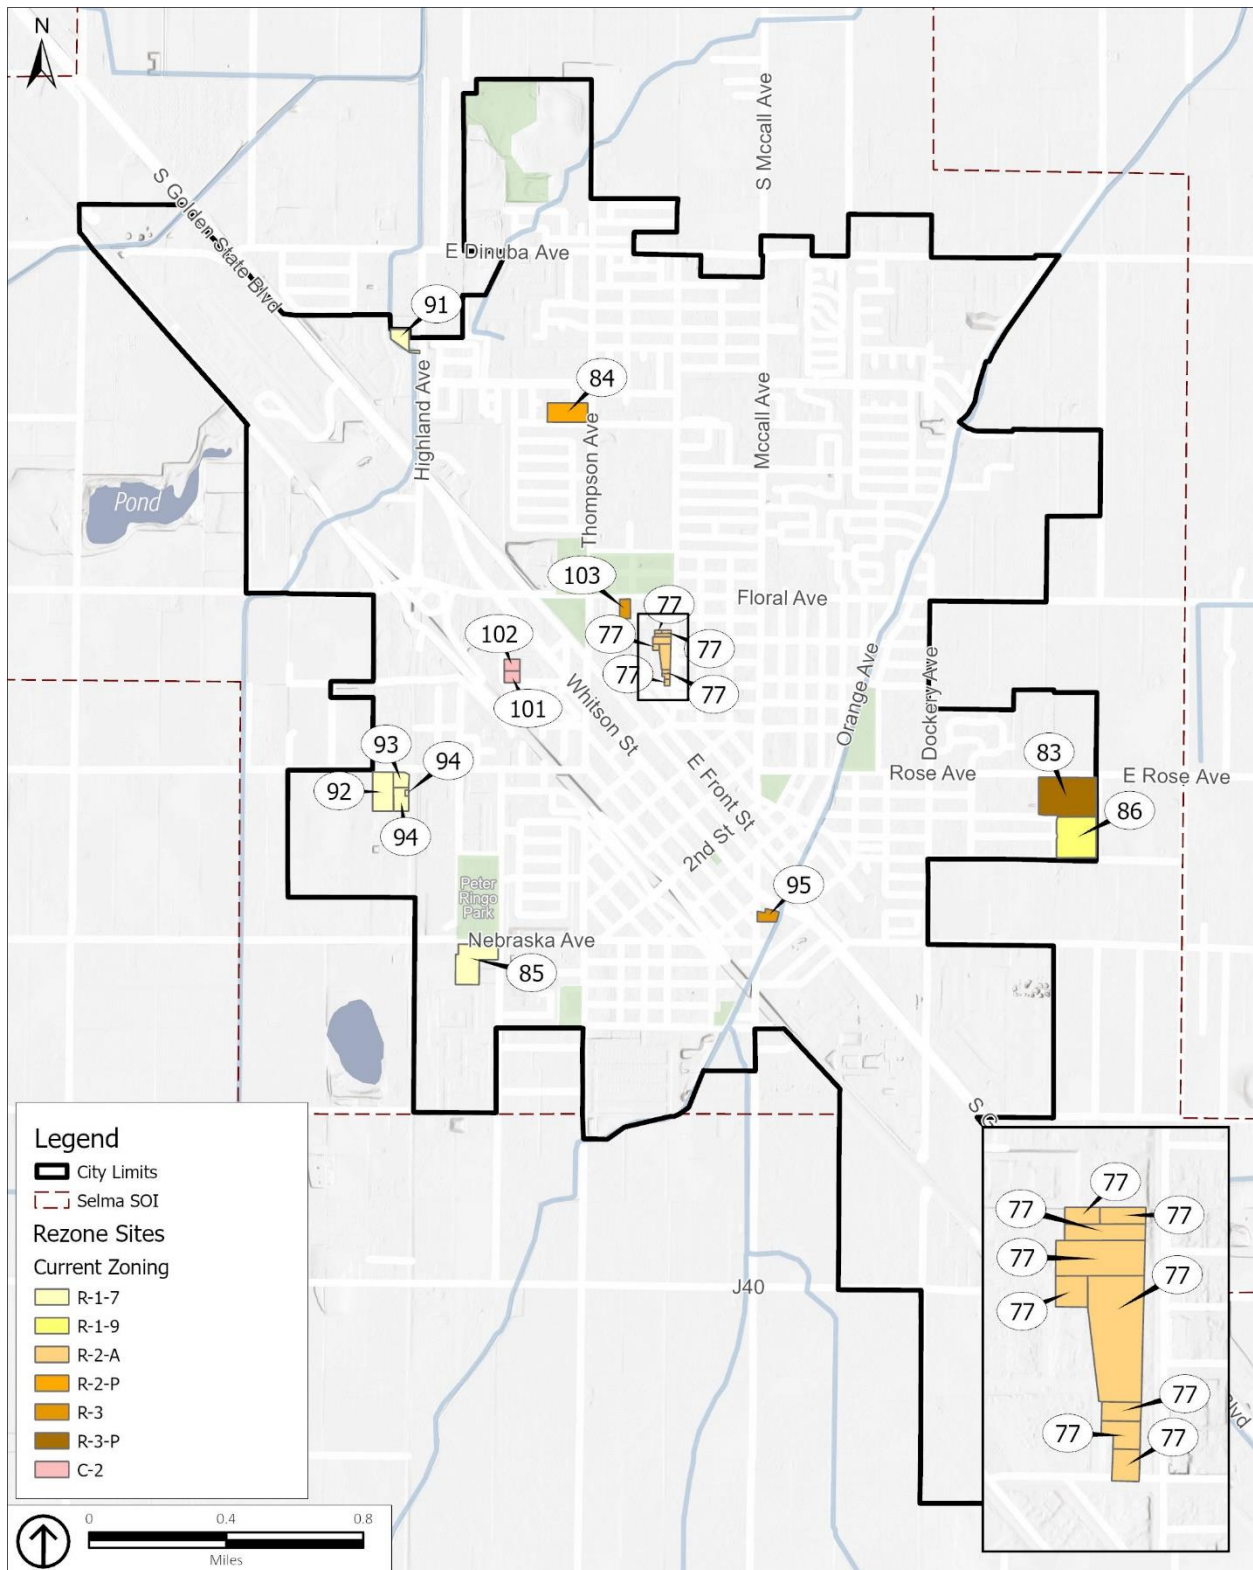 N
S Mccall Ave
S Golden State Blvd
E Dinuba Ave
91
84
Highland Ave
Thompson Ave
Mccall Ave
Pond
103
77
Floral Ave
77
77
102
77
77
101
Whitson St
Orange Ave
Dockery Ave
93
94
92
94
E Front St
Rose Ave
83
E Rose Ave
86
2nd St
95
Peter
Ringo
Park
Nebraska Ave
85
S G
J40
Blvd
77
77
77
77
77
77
77
77
77
Legend
City Limits
Selma SOI
Rezone Sites
Current Zoning
R-1-7
R-1-9
R-2-A
R-2-P
R-3
R-3-P
C-2
0 0.4 0.8
Miles